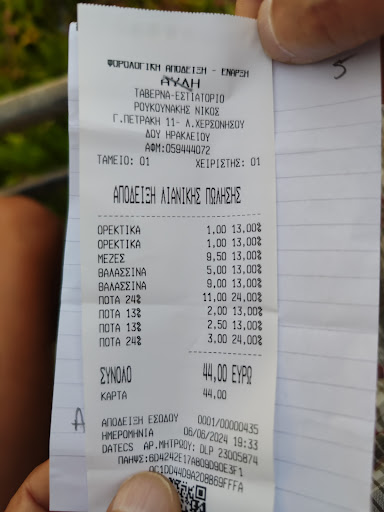 5
ΦΟΡΟΛΟΓΙΚΗ ΑΠΟΔΕΙΞΗ - ΕΝΑΡΞΗ
ΑΥΛΗ
ΤΑΒΕΡΝΑ-ΕΣΤΙΑΤΟΡΙΟ
ΡΟΥΚΟΥΝΑΚΗΣ ΝΙΚΟΣ
Γ.ΠΕΤΡΑΚΗ 11- Λ.ΧΕΡΣΟΝΗΣΟΥ
ΔΟΥ ΗΡΑΚΛΕΙΟΥ
ΑΦΜ:059444072
ΤΑΜΕΙΟ: 01 ΧΕΙΡΙΣΤΗΣ: 01
ΑΠΟΔΕΙΞΗ ΛΙΑΝΙΚΗΣ ΠΩΛΗΣΗΣ
ΟΡΕΚΤΙΚΑ 1,00 13,00%
ΟΡΕΚΤΙΚΑ 1,00 13,00%
ΜΕΖΕΣ 9,50 13,00%
ΘΑΛΑΣΣΙΝΑ 5,00 13,00%
ΘΑΛΑΣΣΙΝΑ 9,00 13,00%
ΠΟΤΑ 24% 11,00 24,00%
ΠΟΤΑ 13% 2,00 13,00%
ΠΟΤΑ 13% 2,50 13,00%
ΠΟΤΑ 24% 3,00 24,00%
ΣΥΝΟΛΟ 44,00 ΕΥΡΩ
ΚΑΡΤΑ 44,00
ΑΠΟΔΕΙΞΗ ΕΣΟΔΟΥ 0001/00000435
ΗΜΕΡΟΜΗΝΙΑ 06/06/2024 19:33
DATECS ΑΡ.ΜΗΤΡΩΟΥ: DLP 23005874
ΠΑΗΨΣ:6D4242E17A809D90E3F1
0C1DD44D9A208869FFFA